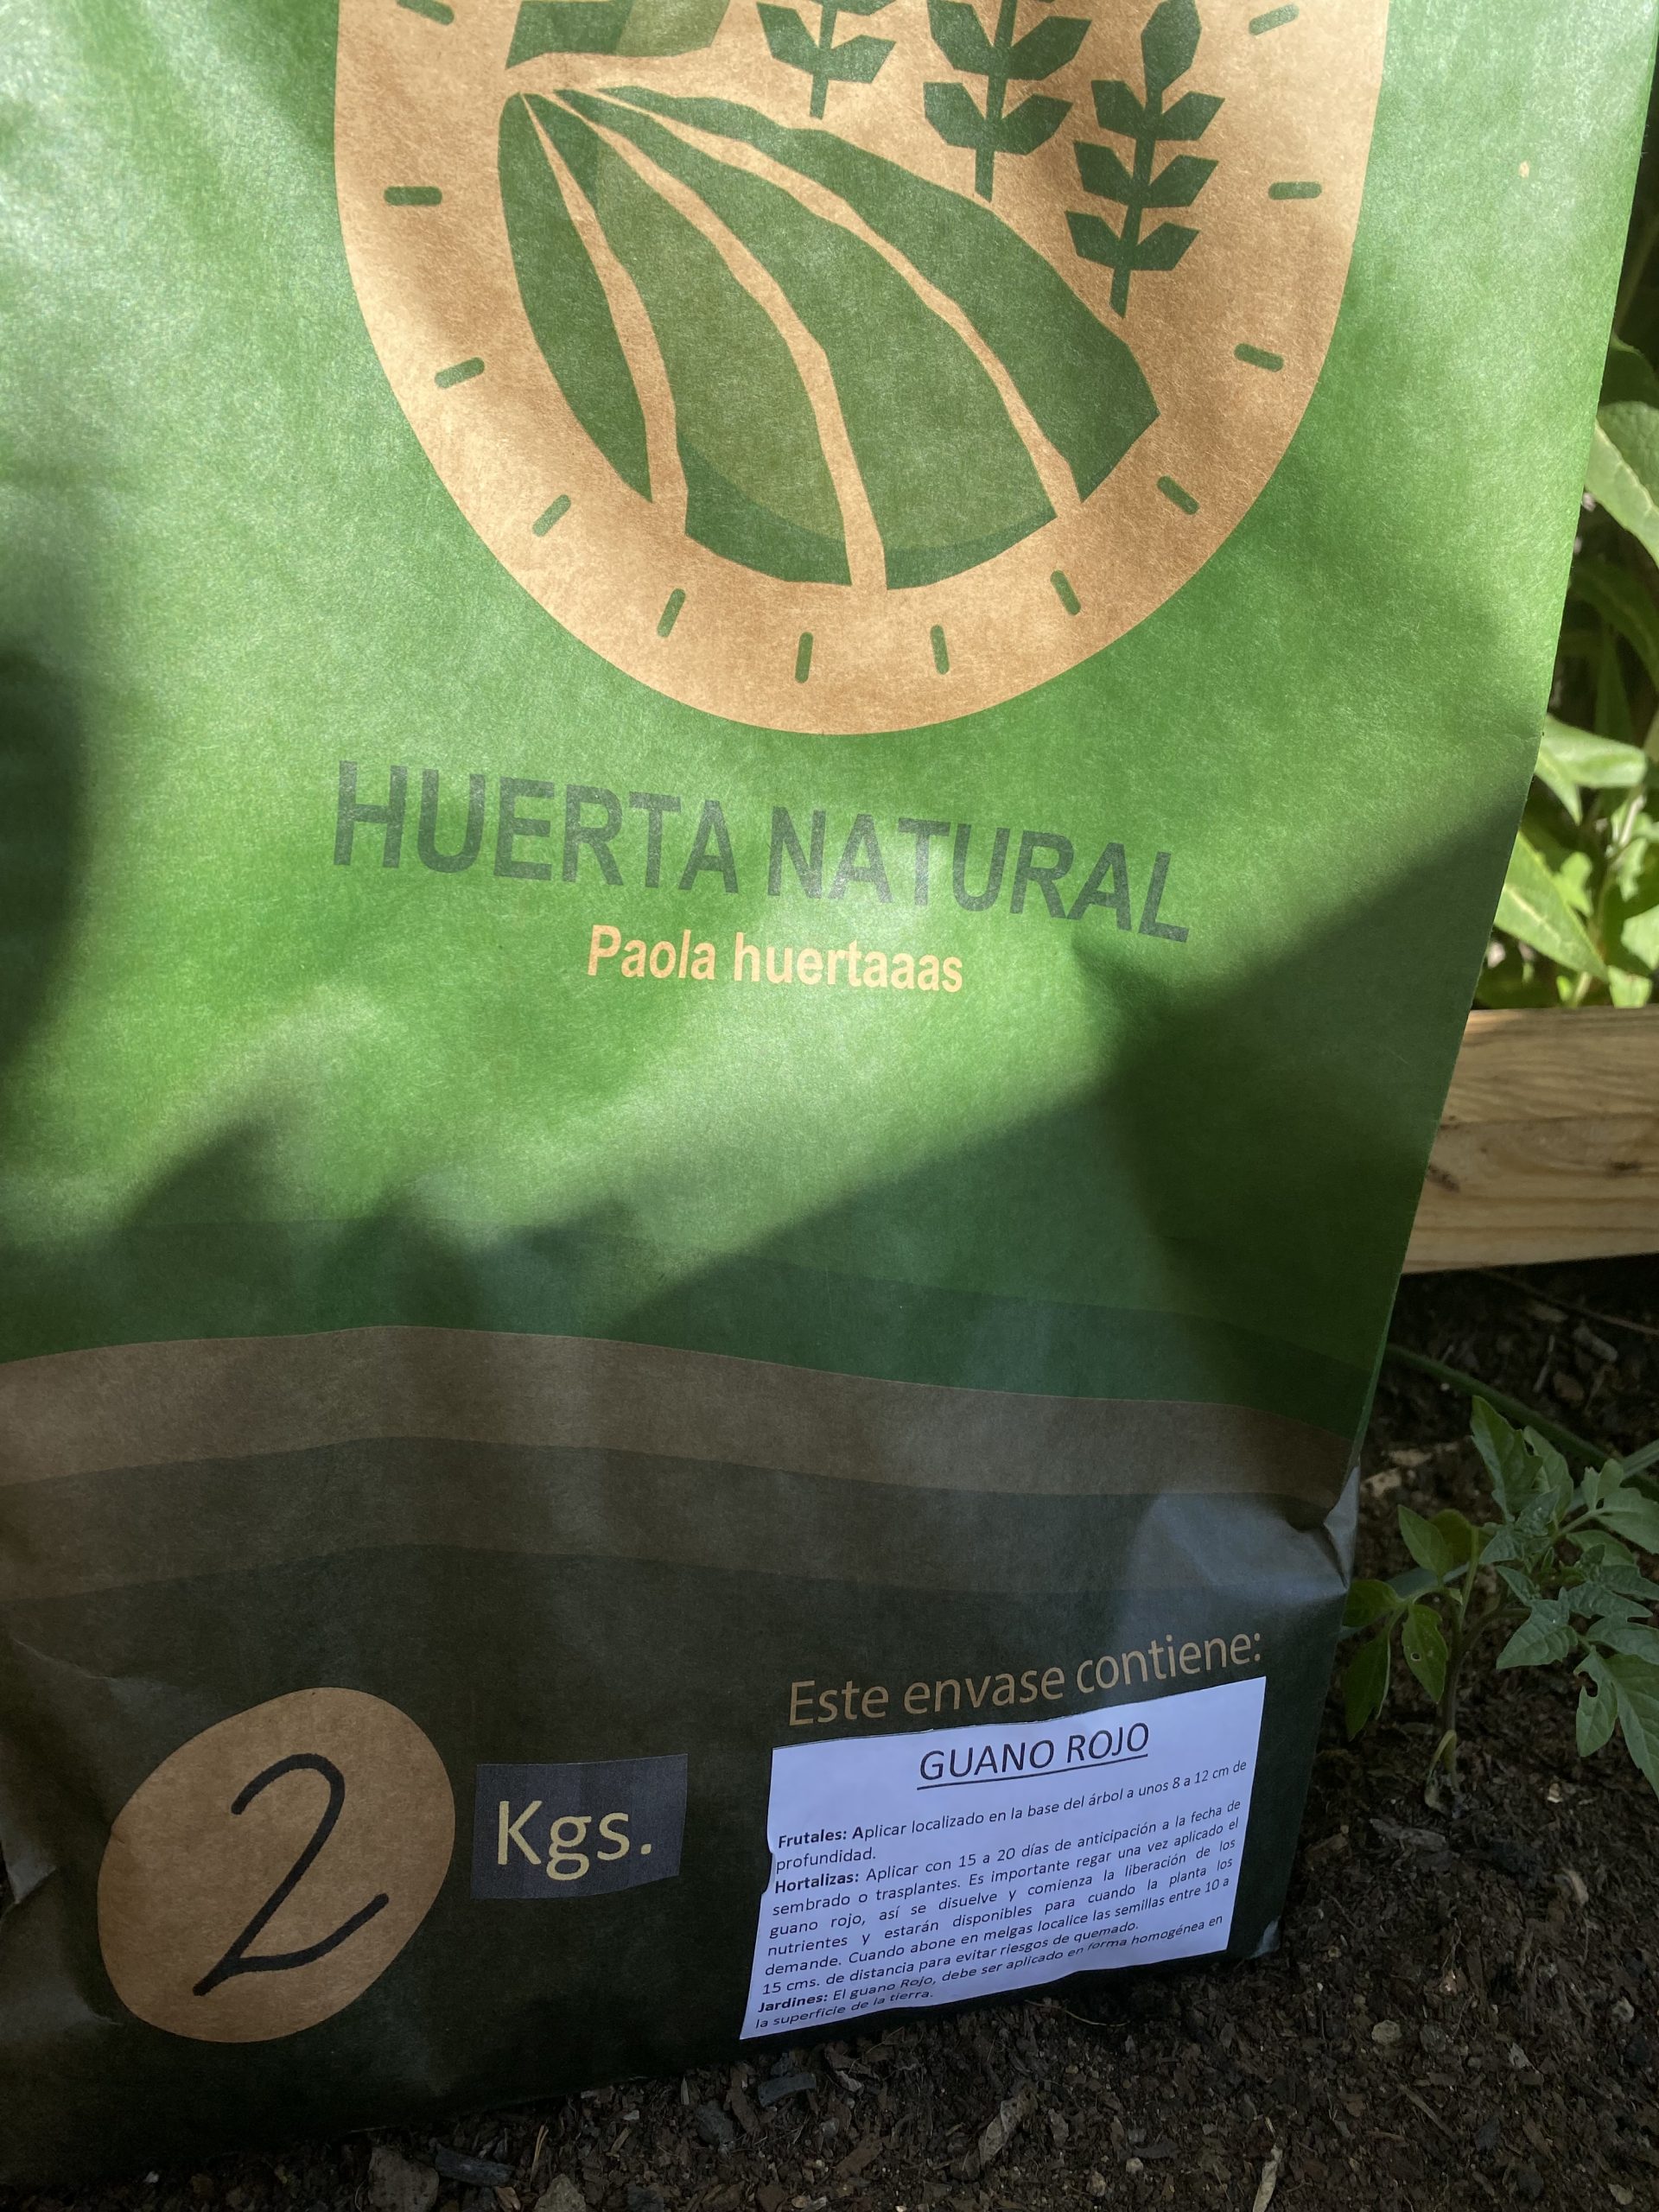 HUERTA NATURAL
Paola huertaaas
Este envase contiene:
2
Kgs.
GUANO ROJO
Frutales: Aplicar localizado en la base del árbol a unos 8 a 12 cm de
profundidad.
Hortalizas: Aplicar con 15 a 20 días de anticipación a la fecha de
sembrado o trasplantes. Es importante regar una vez aplicado el
guano rojo, así se disuelve y comienza la liberación de los
nutrientes y estarán disponibles para cuando la planta los
demande. Cuando abone en melgas localice las semillas entre 10 a
15 cms. de distancia para evitar riesgos de quemado.
Jardines: El guano Rojo, debe ser aplicado en forma homogénea en
la superficie de la tierra.